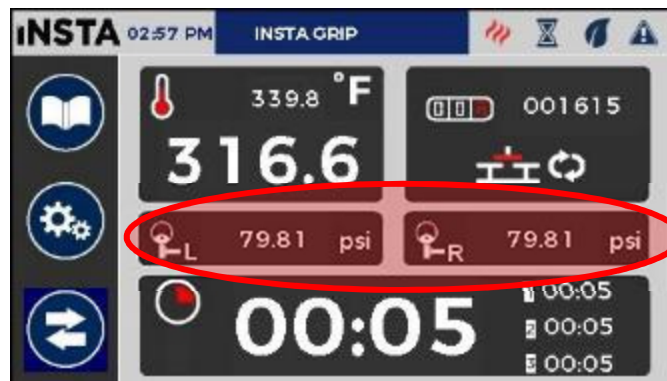 iNSTA 02:57 PM INSTA GRIP
339.8 °F
316.6
001615
L 79.81 psi
R 79.81 psi
00:05
1 00:05
2 00:05
3 00:05